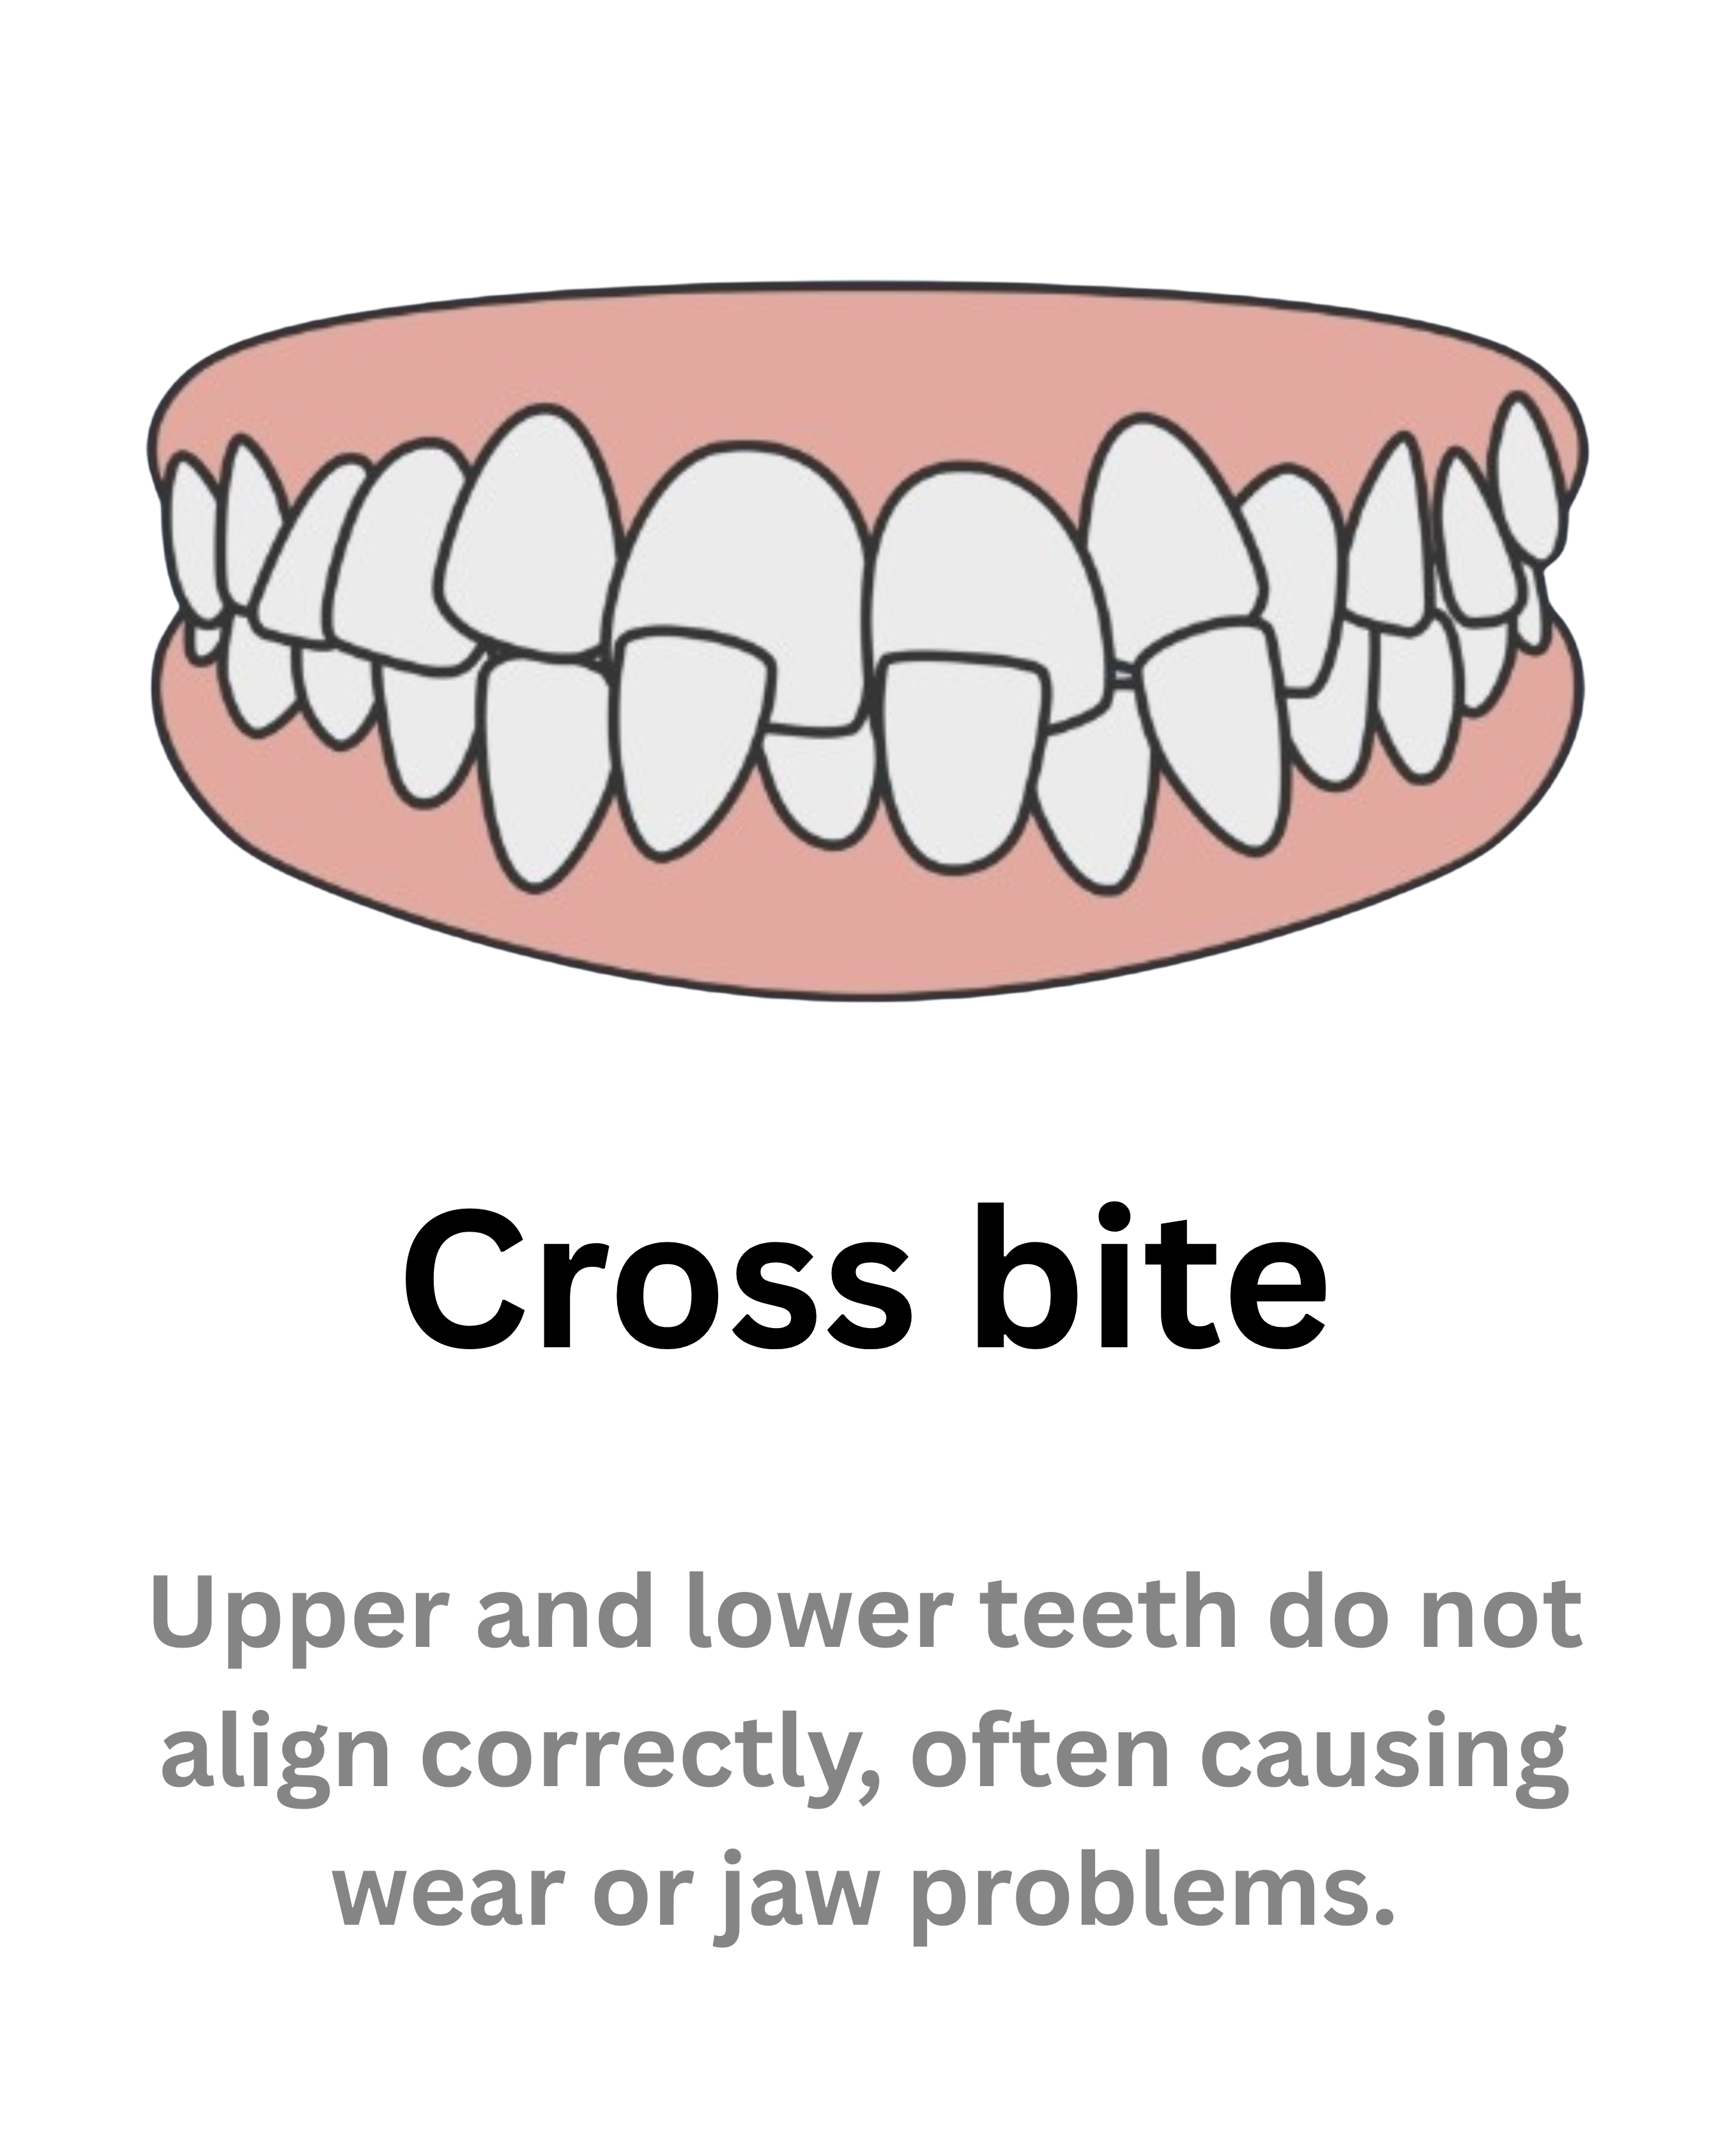 Cross bite
Upper and lower teeth do not
align correctly, often causing
wear or jaw problems.